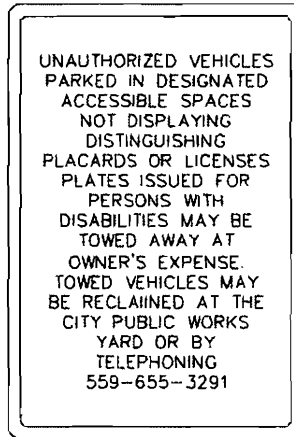 UNAUTHORIZED VEHICLES
PARKED IN DESIGNATED
ACCESSIBLE SPACES
NOT DISPLAYING
DISTINGUISHING
PLACARDS OR LICENSES
PLATES ISSUED FOR
PERSONS WITH
DISABILITIES MAY BE
TOWED AWAY AT
OWNER'S EXPENSE.
TOWED VEHICLES MAY
BE RECLAIINED AT THE
CITY PUBLIC WORKS
YARD OR BY
TELEPHONING
559-655-3291